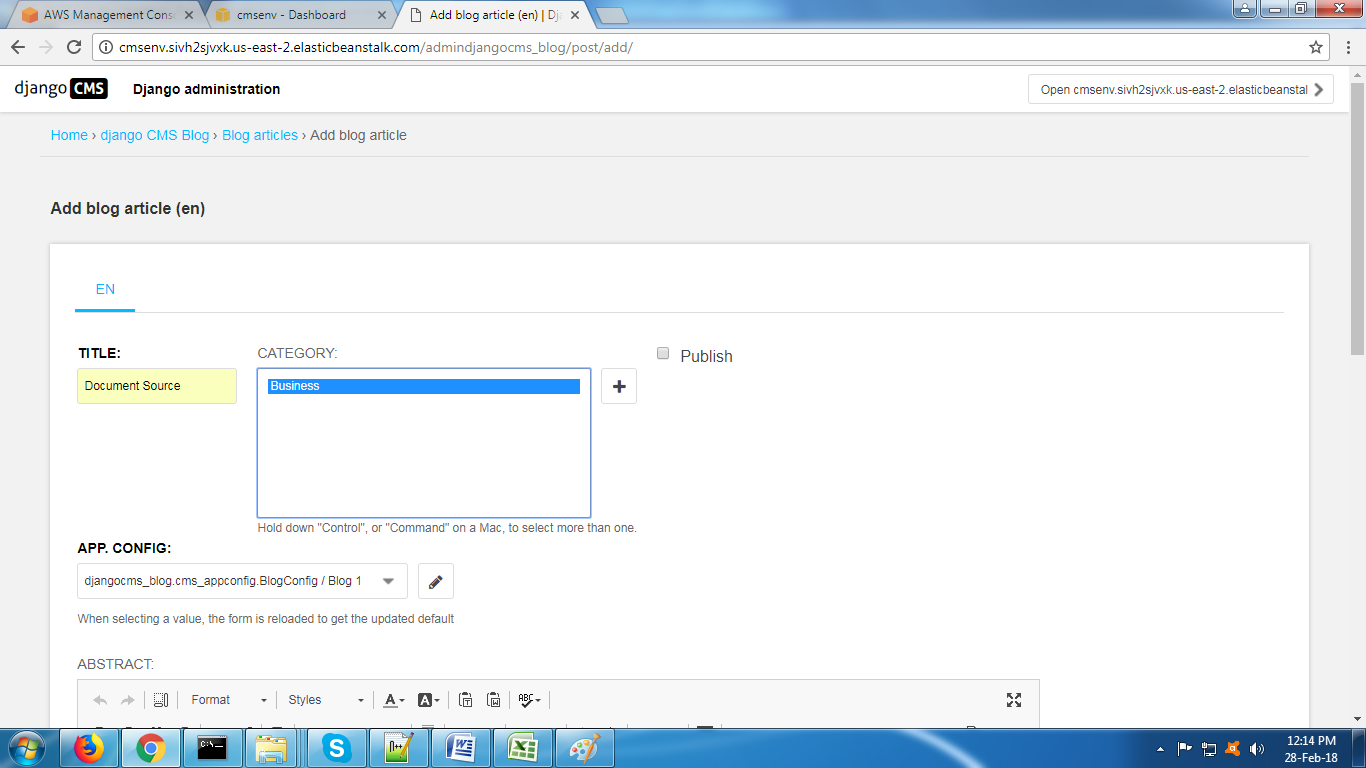 AWS Management Cons
cmsenv - Dashboard
Add blog article (en) | Dj
cmsenv.sivh2sjvxk.us-east-2.elasticbeanstalk.com/admindjangocms_blog/post/add/
django CMS
Django administration
Open cmsenv.sivh2sjvxk.us-east-2.elasticbeanstal
Home › django CMS Blog › Blog articles › Add blog article
Add blog article (en)
EN
TITLE:
CATEGORY:
Publish
Document Source
Business
Hold down "Control", or "Command" on a Mac, to select more than one.
APP. CONFIG:
djangocms_blog.cms_appconfig.BlogConfig / Blog 1
When selecting a value, the form is reloaded to get the updated default
ABSTRACT:
Format
Styles
A
A
ABC
C:\
12:14 PM
28-Feb-18